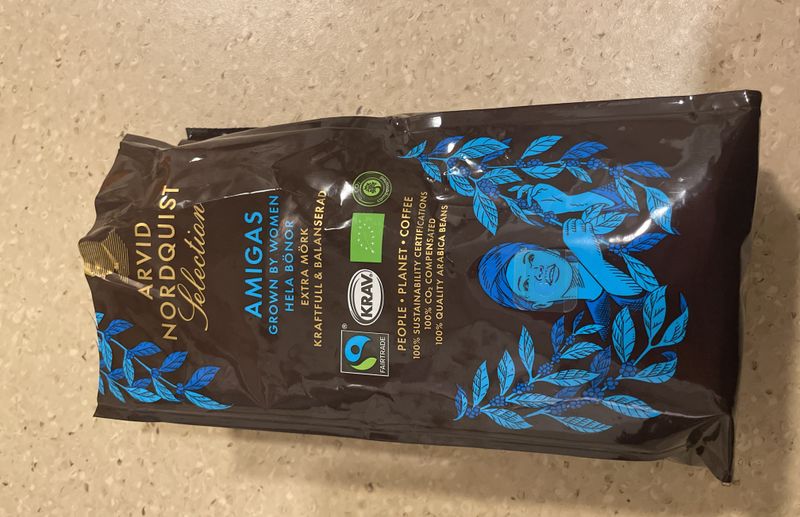 ARVID
NORDQUIST
Selection
AMIGAS
GROWN BY WOMEN
HELA BÖNOR
EXTRA MÖRK
KRAFTFULL & BALANSERAD
FAIRTRADE
KRAV
PEOPLE • PLANET • COFFEE
100% SUSTAINABILITY CERTIFICATIONS
100% CO₂ COMPENSATED
100% QUALITY ARABICA BEANS